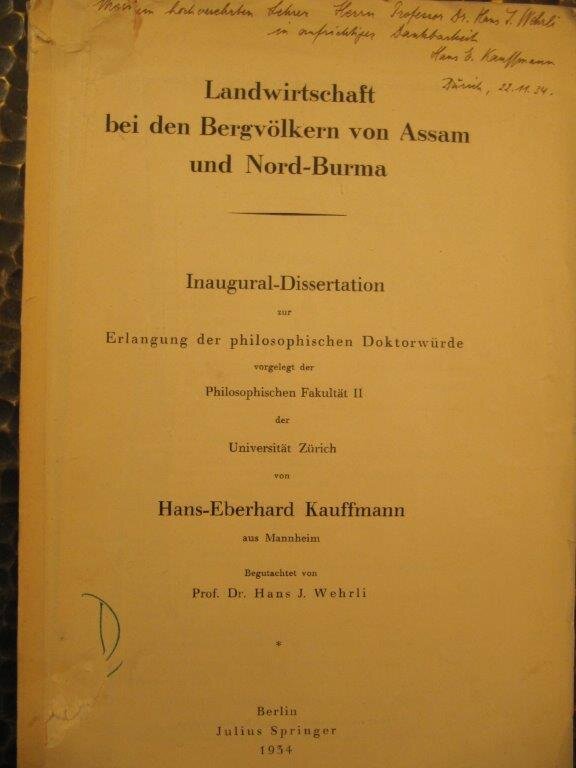 Meinem hochverehrten Lehrer Herrn Professor Dr. Hans J. Wehrli
in aufrichtiger Dankbarkeit
Hans E. Kauffmann
Zürich, 22.11.34.
Landwirtschaft
bei den Bergvölkern von Assam
und Nord-Burma
Inaugural-Dissertation
zur
Erlangung der philosophischen Doktorwürde
vorgelegt der
Philosophischen Fakultät II
der
Universität Zürich
von
Hans-Eberhard Kauffmann
aus Mannheim
Begutachtet von
Prof. Dr. Hans J. Wehrli
*
Berlin
Julius Springer
1934
D